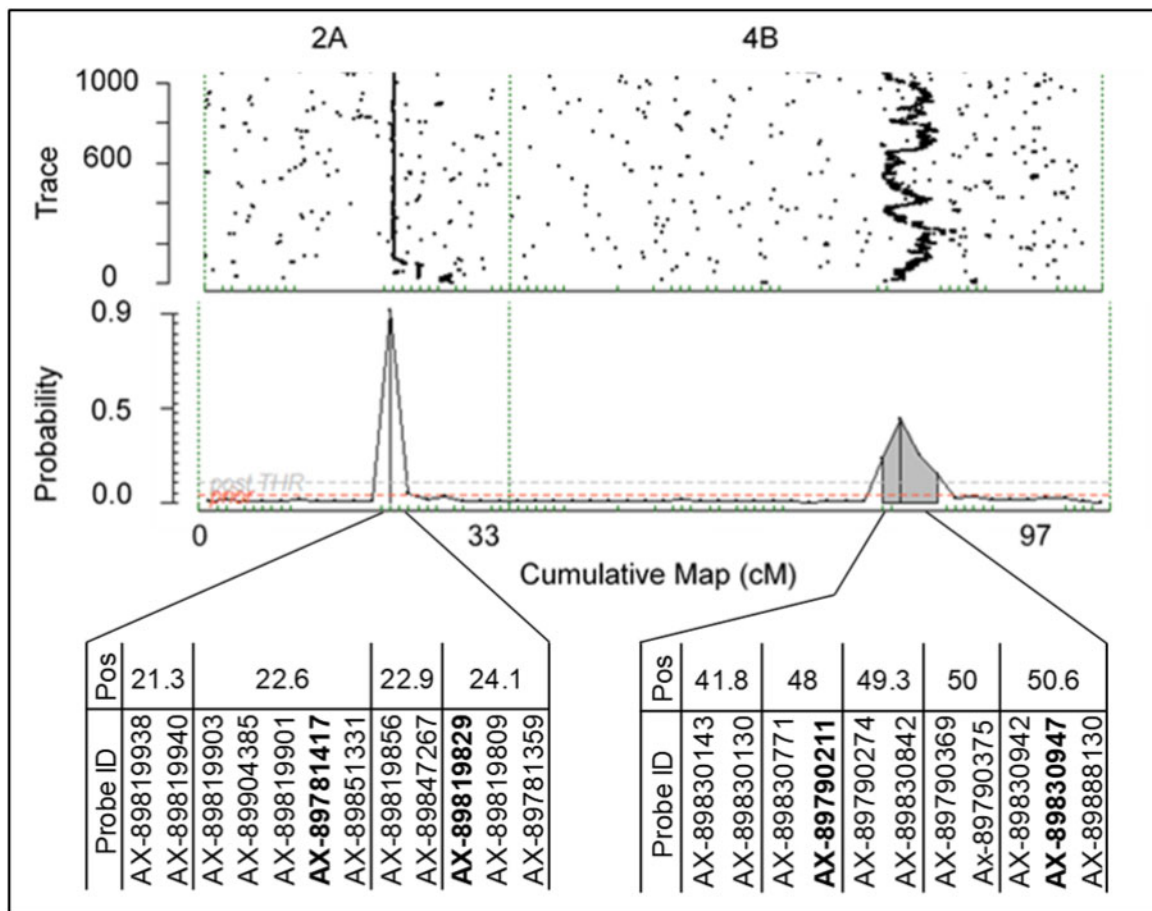 2A 4B
Trace
1000
600
0
Probability
0.9
0.5
0.0
post THR
prior
0 33 97
Cumulative Map (cM)
Pos 21.3 22.6 22.9 24.1
Probe ID
AX-89819938
AX-89819940
AX-89819903
AX-89904385
AX-89819901
AX-89781417
AX-89851331
AX-89819856
AX-89847267
AX-89819829
AX-89819809
AX-89781359
Pos 41.8 48 49.3 50 50.6
Probe ID
AX-89830143
AX-89830130
AX-89830771
AX-89790211
AX-89790274
AX-89830842
AX-89790369
Ax-89790375
AX-89830942
AX-89830947
AX-89888130